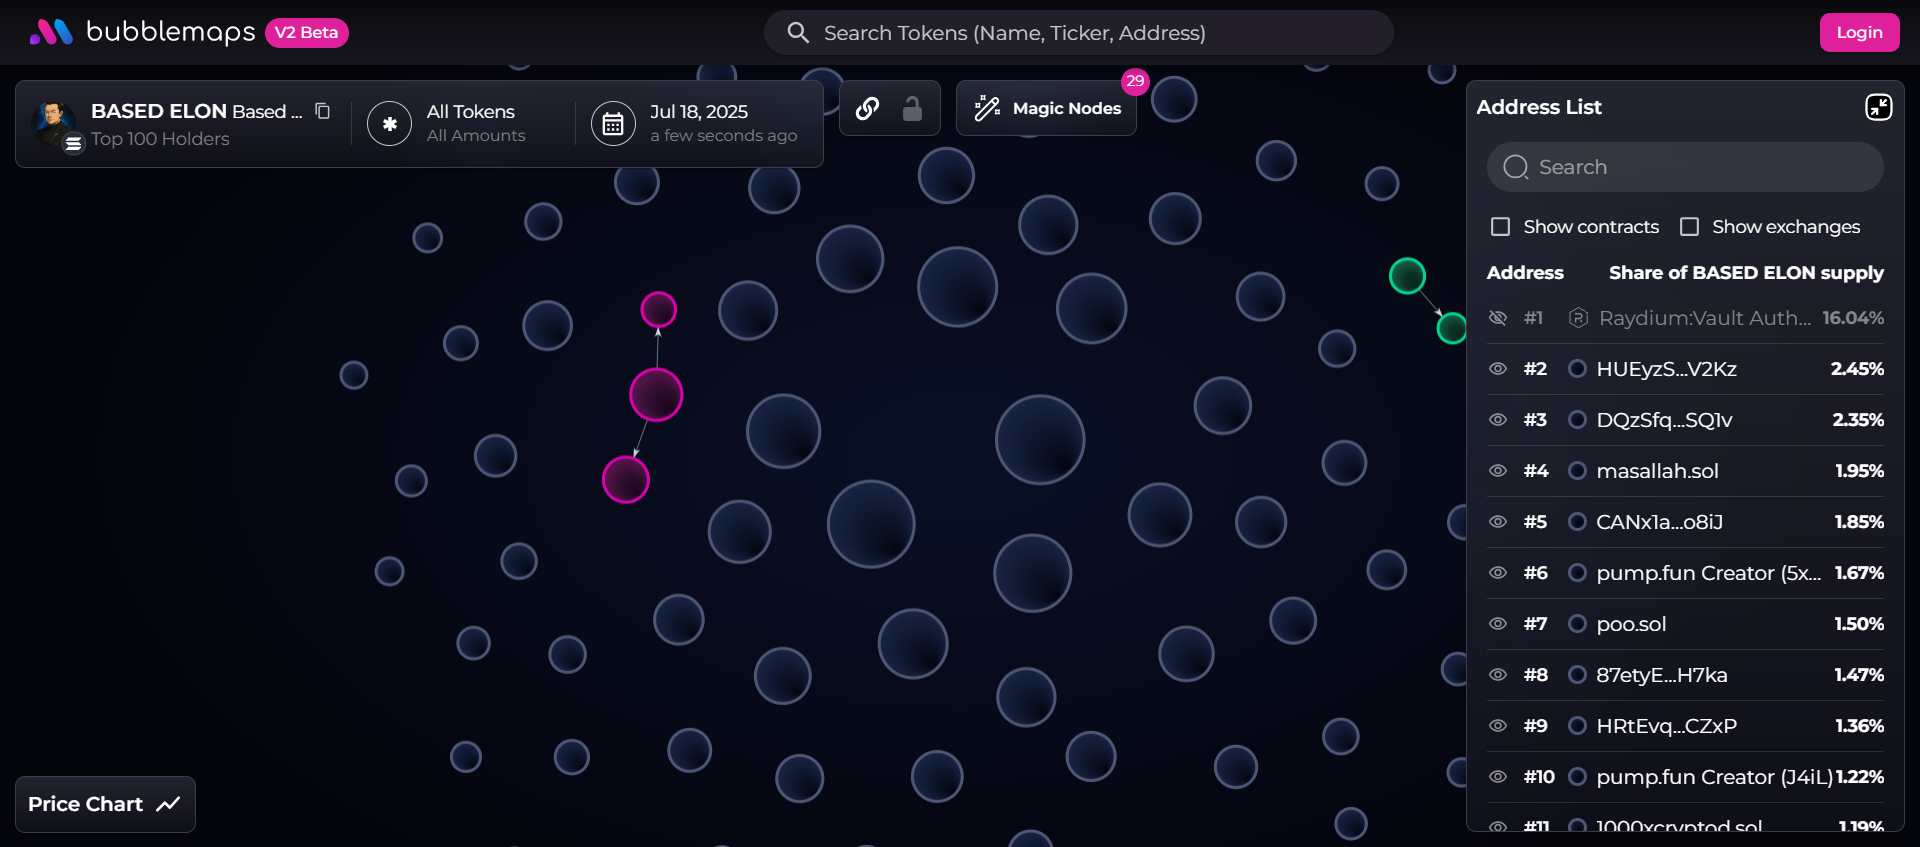 bubblemaps V2 Beta
Search Tokens (Name, Ticker, Address)
Login
BASED ELON Based ...
Top 100 Holders
All Tokens
All Amounts
Jul 18, 2025
a few seconds ago
Magic Nodes
29
Address List
Search
Show contracts Show exchanges
Address Share of BASED ELON supply
#1 Raydium:Vault Auth... 16.04%
#2 HUEyzS...V2Kz 2.45%
#3 DQzSfq...SQ1v 2.35%
#4 masallah.sol 1.95%
#5 CANx1a...o8iJ 1.85%
#6 pump.fun Creator (5x... 1.67%
#7 poo.sol 1.50%
#8 87etyE...H7ka 1.47%
#9 HRtEvq...CZxP 1.36%
#10 pump.fun Creator (J4iL) 1.22%
#11 1000xcryptod.sol 1.19%
Price Chart